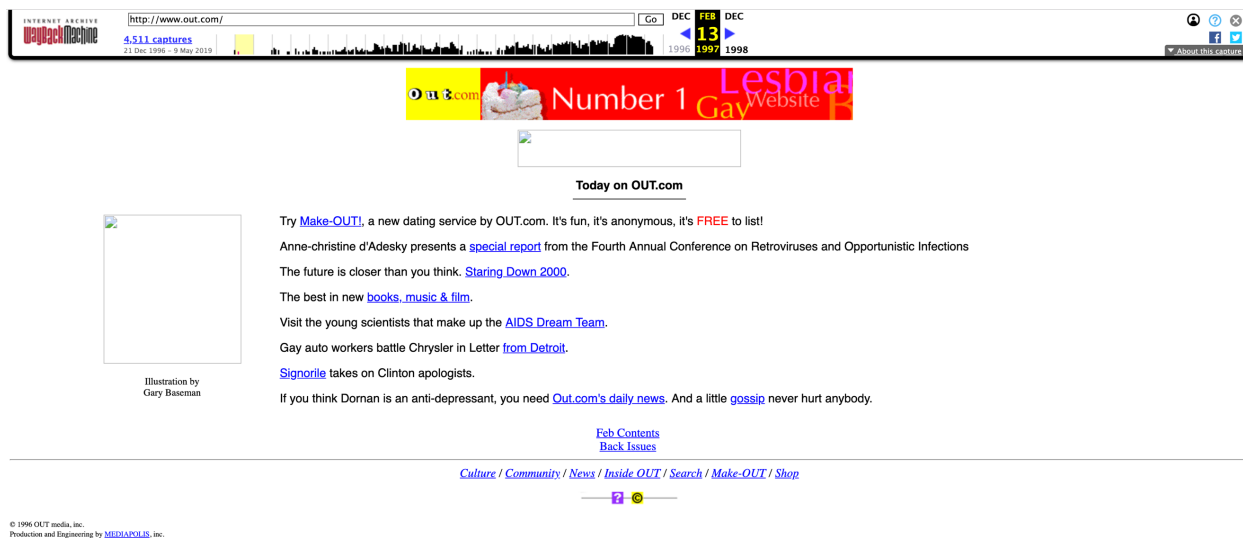 INTERNET ARCHIVE
WayBackMachine
http://www.out.com/
Go
DEC FEB DEC
13
1996 1997 1998
4,511 captures
21 Dec 1996 – 9 May 2019
▼ About this capture
Out.com Number 1 Lesbian Gay Website
Today on OUT.com
Try Make-OUT!, a new dating service by OUT.com. It's fun, it's anonymous, it's FREE to list!
Anne-christine d'Adesky presents a special report from the Fourth Annual Conference on Retroviruses and Opportunistic Infections
The future is closer than you think. Staring Down 2000.
The best in new books, music & film.
Visit the young scientists that make up the AIDS Dream Team.
Gay auto workers battle Chrysler in Letter from Detroit.
Signorile takes on Clinton apologists.
If you think Dornan is an anti-depressant, you need Out.com's daily news. And a little gossip never hurt anybody.
Illustration by
Gary Baseman
Feb Contents
Back Issues
Culture / Community / News / Inside OUT / Search / Make-OUT / Shop
? ©
© 1996 OUT media, inc.
Production and Engineering by MEDIAPOLIS, inc.